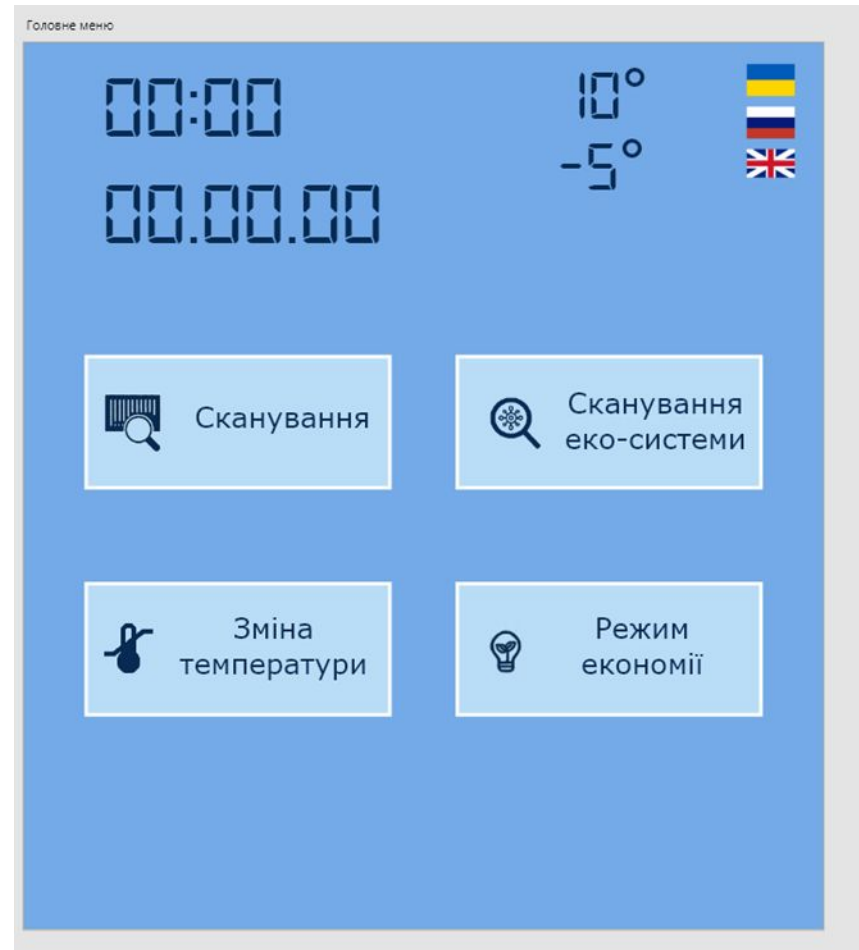 Головне меню
00:00
10°
-5°
00.00.00
Сканування
Сканування
еко-системи
Зміна
температури
Режим
економії